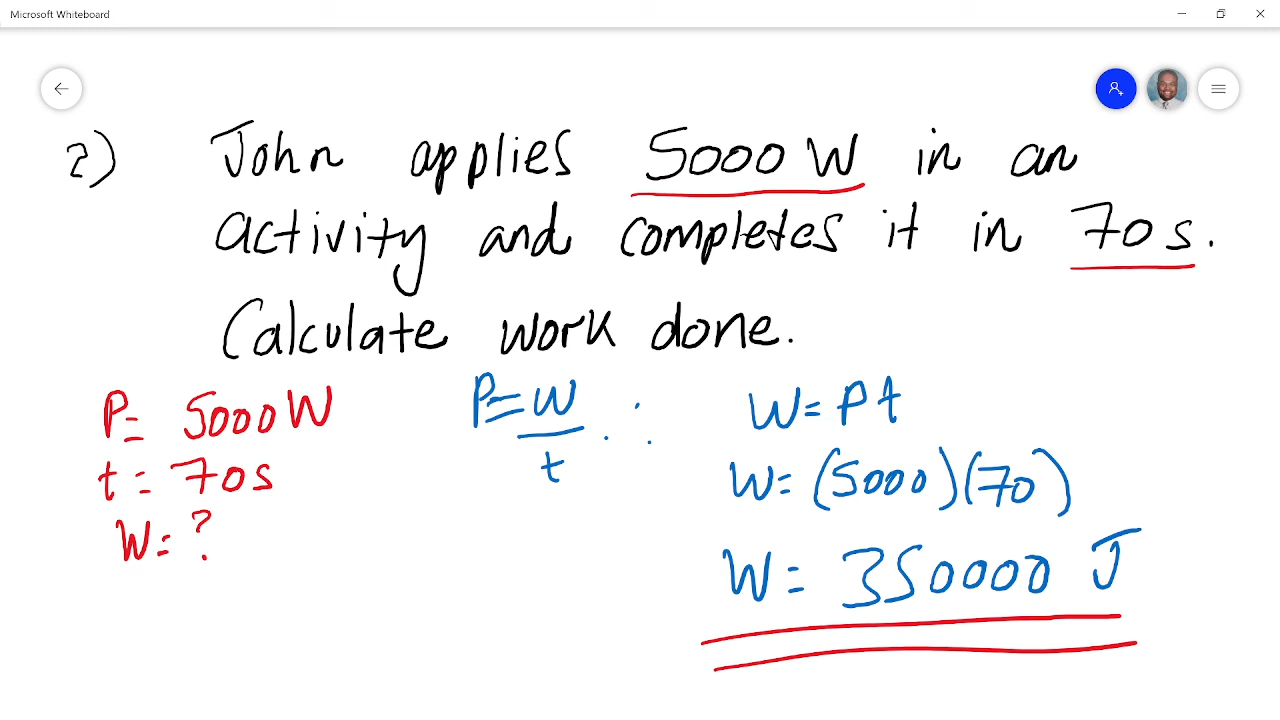 Microsoft Whiteboard
2) John applies 5000 W in an
activity and completes it in 70 s.
Calculate work done.
P = 5000 W
t = 70 s
W = ?
P = W
t
∴
W = P t
W = (5000)(70)
W = 350000 J